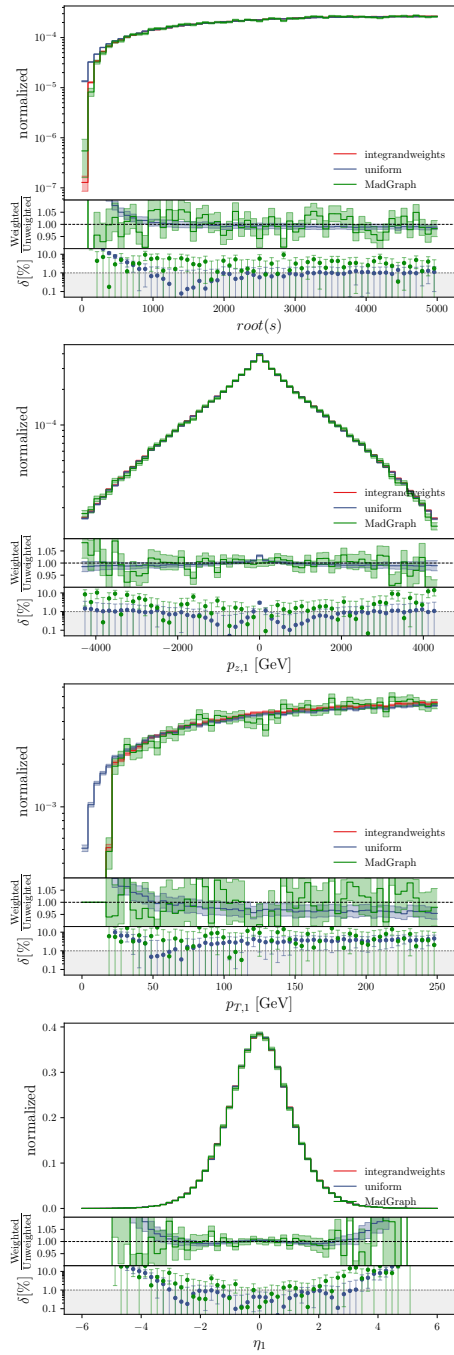 10⁻⁴
10⁻⁵
10⁻⁶
10⁻⁷
normalized
integrandweights
uniform
MadGraph
Weighted
Unweighted
1.05
1.00
0.95
δ[%]
10.0
1.0
0.1
0 1000 2000 3000 4000 5000
root(s)
10⁻⁴
normalized
integrandweights
uniform
MadGraph
Weighted
Unweighted
1.05
1.00
0.95
δ[%]
10.0
1.0
0.1
−4000 −2000 0 2000 4000
p_{z,1} [GeV]
10⁻³
normalized
integrandweights
uniform
MadGraph
Weighted
Unweighted
1.05
1.00
0.95
δ[%]
10.0
1.0
0.1
0 50 100 150 200 250
p_{T,1} [GeV]
0.4
0.3
0.2
0.1
0.0
normalized
integrandweights
uniform
MadGraph
Weighted
Unweighted
1.05
1.00
0.95
δ[%]
10.0
1.0
0.1
−6 −4 −2 0 2 4 6
η₁